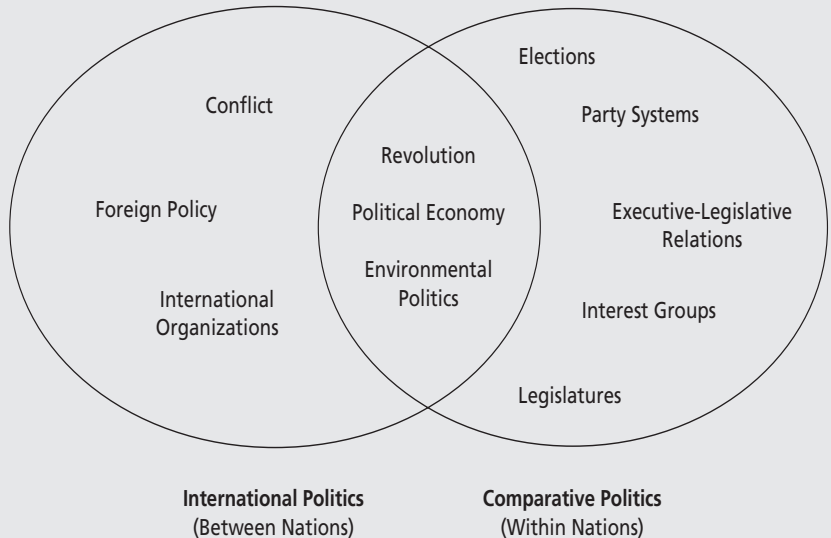 Conflict
Foreign Policy
International
Organizations
Revolution
Political Economy
Environmental
Politics
Elections
Party Systems
Executive-Legislative
Relations
Interest Groups
Legislatures
International Politics
(Between Nations)
Comparative Politics
(Within Nations)